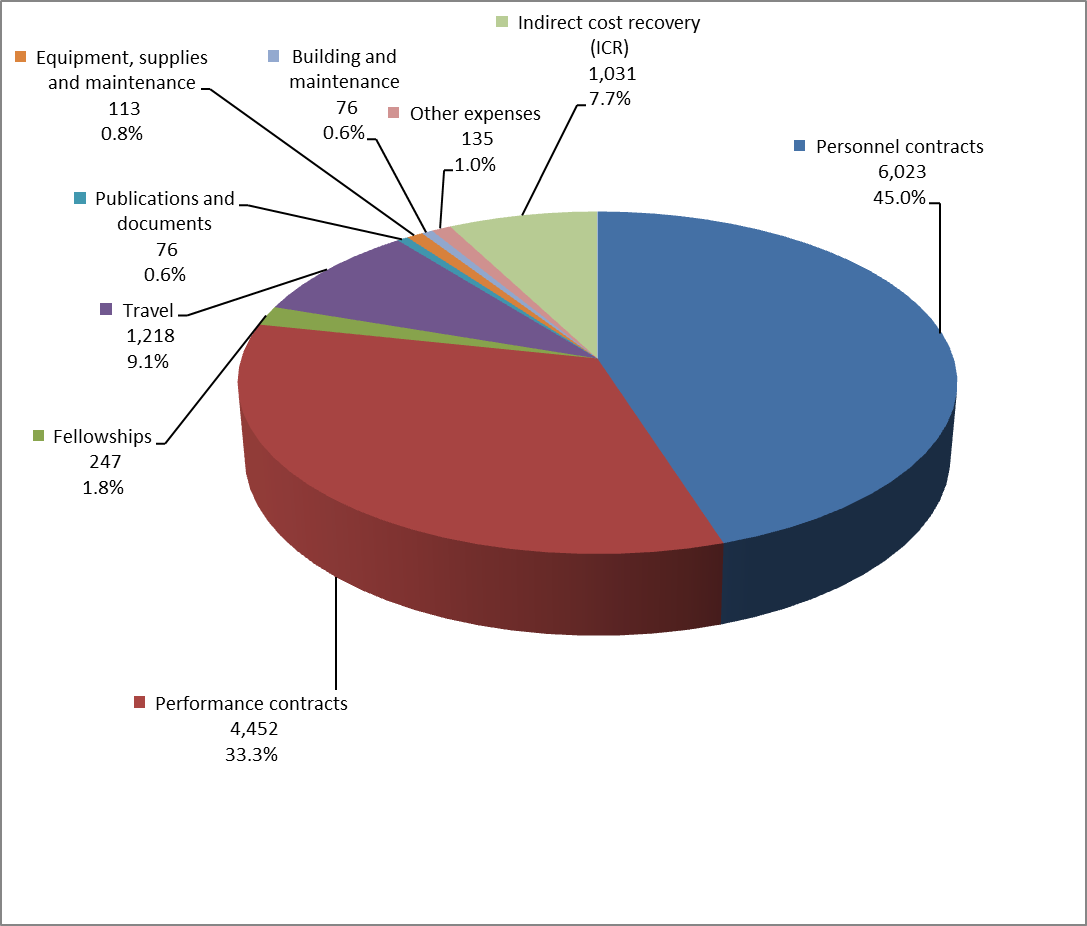 Indirect cost recovery
(ICR)
1,031
7.7%
Equipment, supplies
and maintenance
113
0.8%
Building and
maintenance
76
0.6%
Other expenses
135
1.0%
Personnel contracts
6,023
45.0%
Publications and
documents
76
0.6%
Travel
1,218
9.1%
Fellowships
247
1.8%
Performance contracts
4,452
33.3%